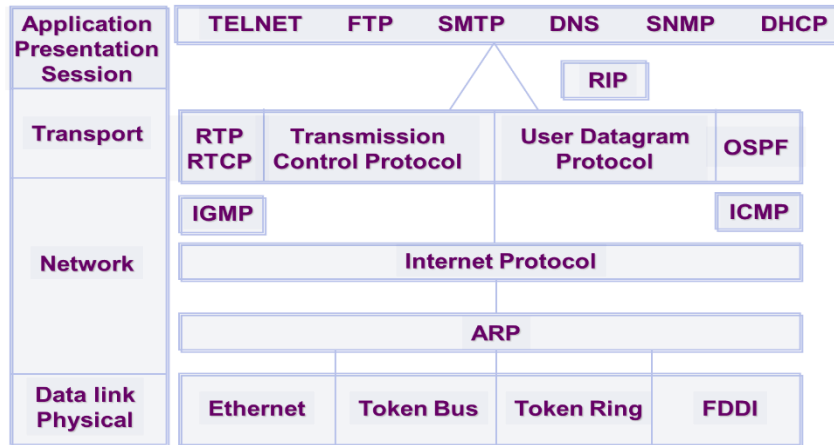 Application
Presentation
Session
TELNET FTP SMTP DNS SNMP DHCP
RIP
Transport
RTP
RTCP
Transmission
Control Protocol
User Datagram
Protocol
OSPF
IGMP
ICMP
Network
Internet Protocol
ARP
Data link
Physical
Ethernet
Token Bus
Token Ring
FDDI